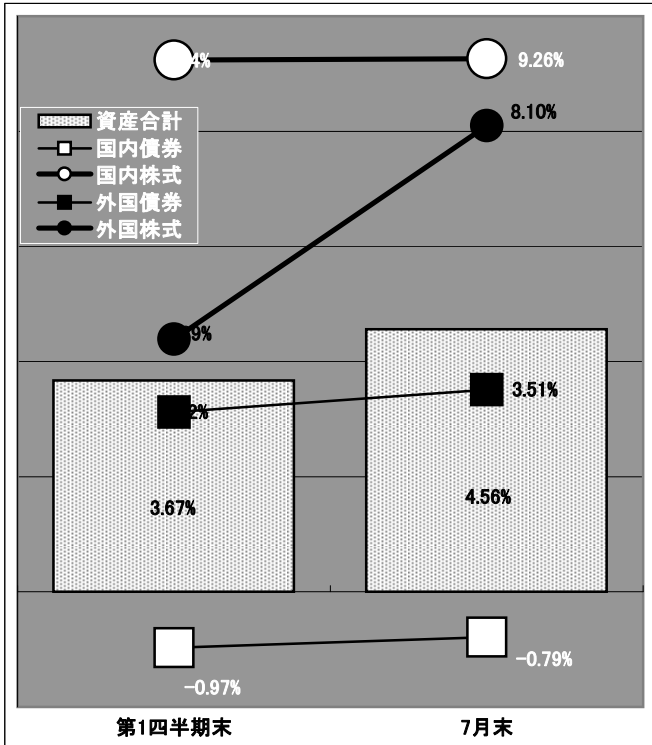 9.26%
8.10%
資産合計
国内債券
国内株式
外国債券
外国株式
3.51%
3.67%
4.56%
-0.97%
-0.79%
第1四半期末
7月末